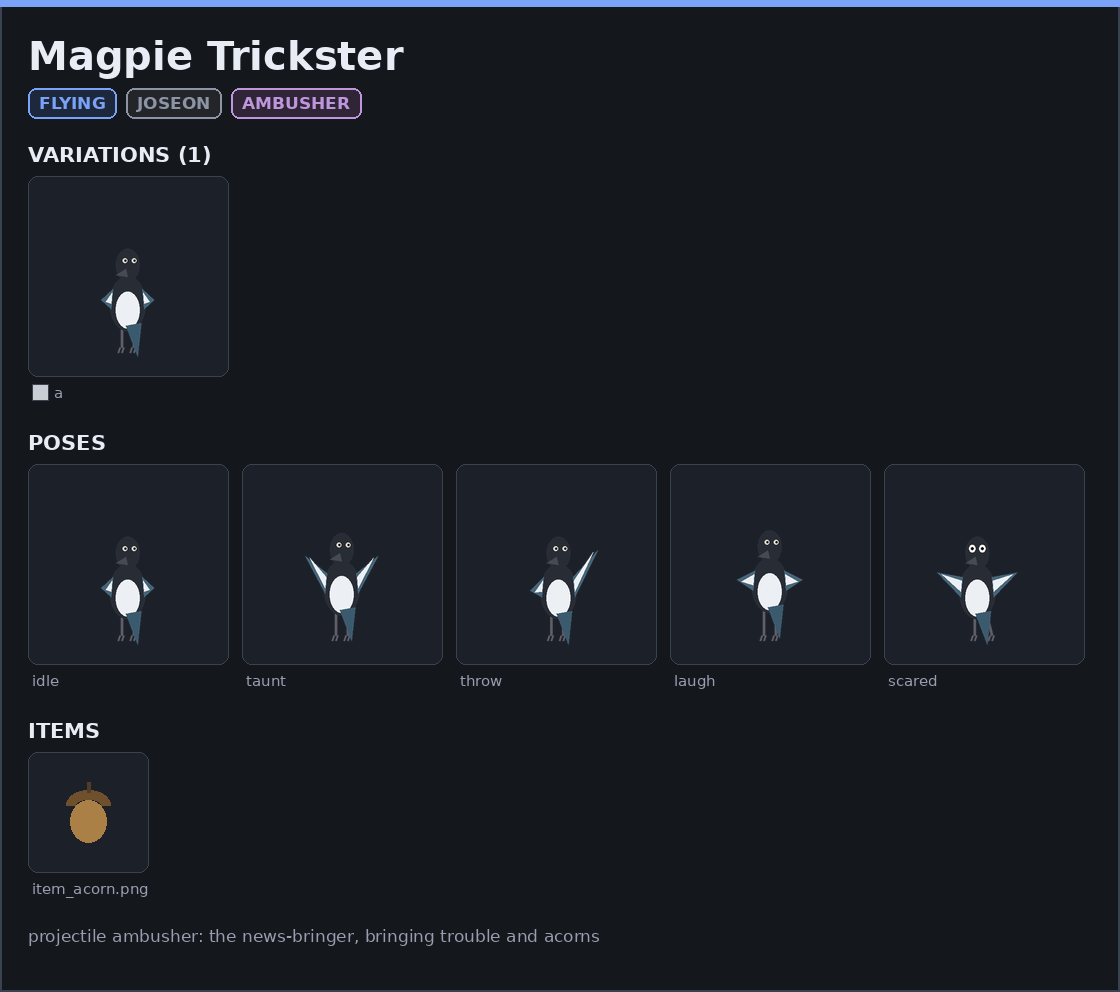 Magpie Trickster
FLYING JOSEON AMBUSHER
VARIATIONS (1)
a
POSES
idle taunt throw laugh scared
ITEMS
item_acorn.png
projectile ambusher: the news-bringer, bringing trouble and acorns